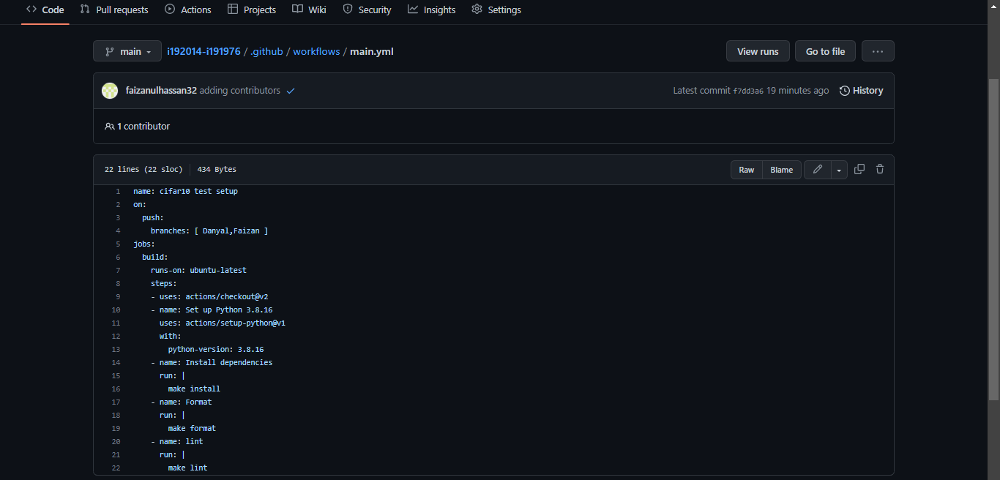 Code Pull requests Actions Projects Wiki Security Insights Settings
main i192014-i191976 / .github / workflows / main.yml View runs Go to file ...
faizanulhassan32 adding contributors Latest commit f7dd3a6 19 minutes ago History
1 contributor
22 lines (22 sloc) 434 Bytes Raw Blame
1 name: cifar10 test setup
2 on:
3 push:
4 branches: [ Danyal,Faizan ]
5 jobs:
6 build:
7 runs-on: ubuntu-latest
8 steps:
9 - uses: actions/checkout@v2
10 - name: Set up Python 3.8.16
11 uses: actions/setup-python@v1
12 with:
13 python-version: 3.8.16
14 - name: Install dependencies
15 run: |
16 make install
17 - name: Format
18 run: |
19 make format
20 - name: lint
21 run: |
22 make lint